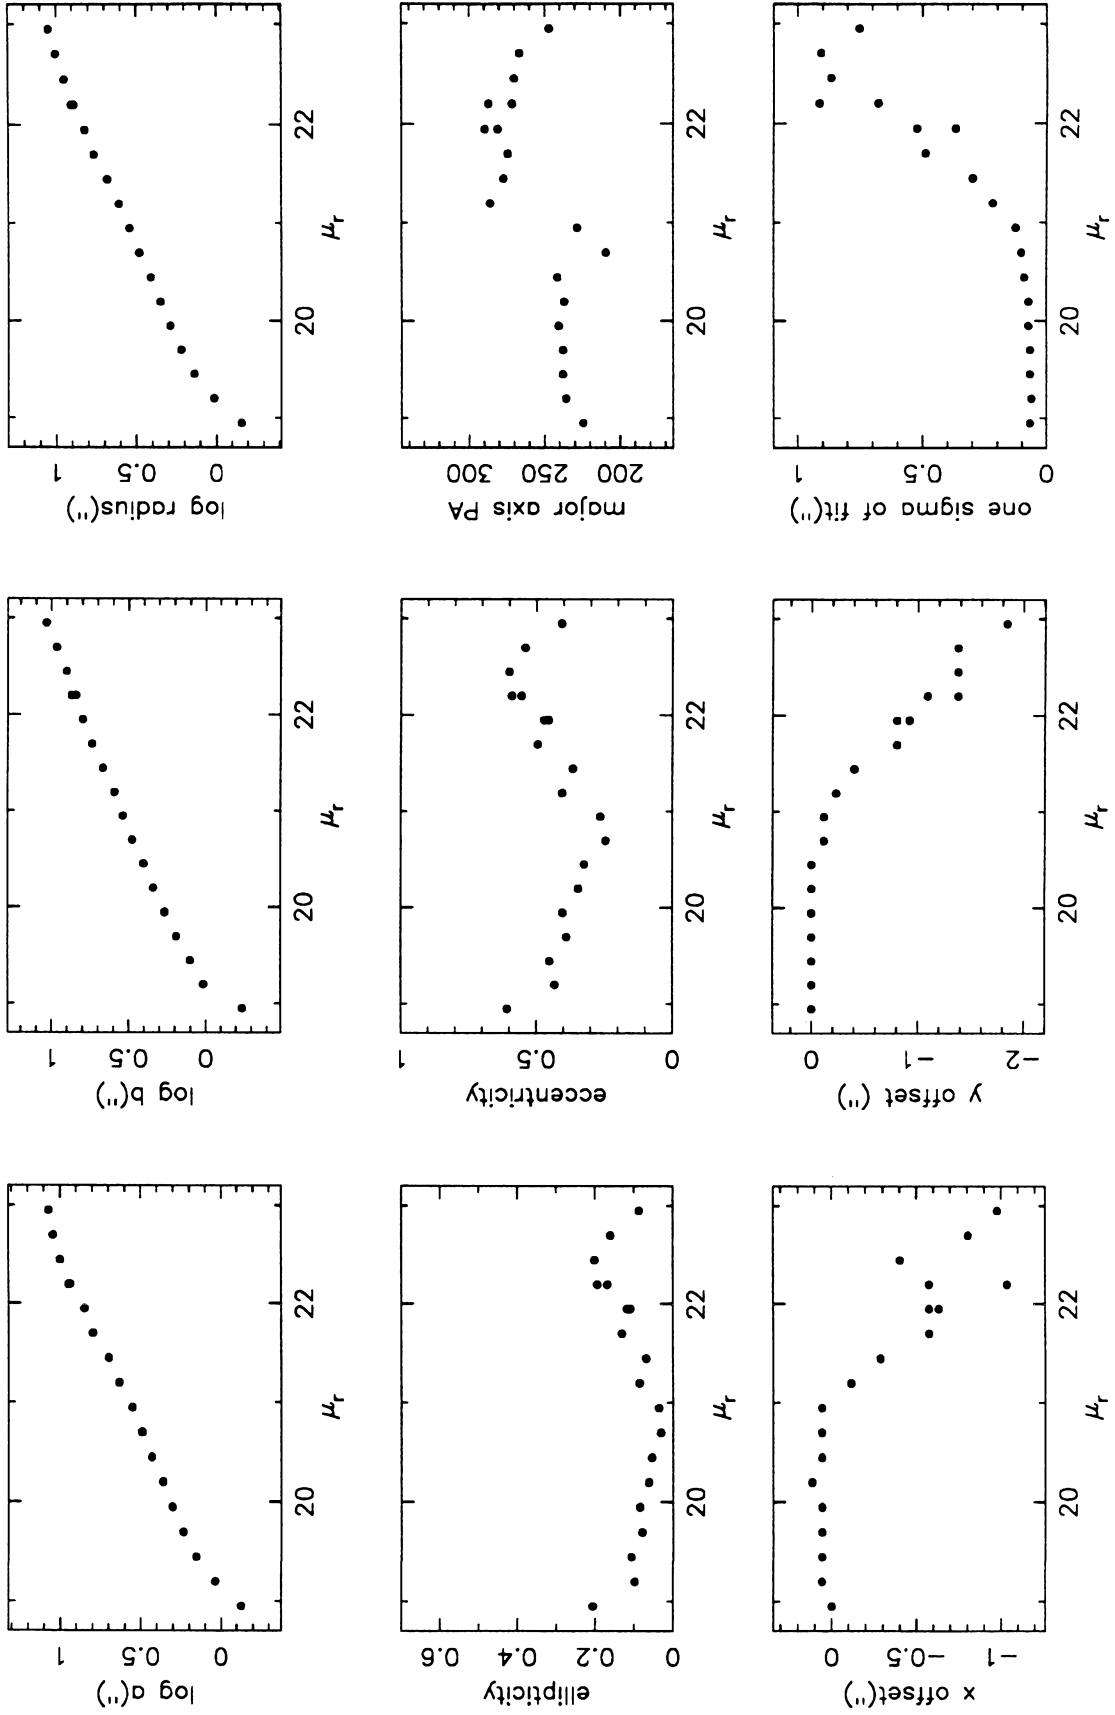 log a(")
1
0.5
0
20
22
μr
log b(")
1
0.5
0
20
22
μr
log radius(")
1
0.5
0
20
22
μr
ellipticity
0.6
0.4
0.2
0
20
22
μr
eccentricity
1
0.5
0
20
22
μr
major axis PA
300
250
200
20
22
μr
x offset(")
0
−0.5
−1
20
22
μr
y offset (")
0
−1
−2
20
22
μr
one sigma of fit(")
1
0.5
0
20
22
μr